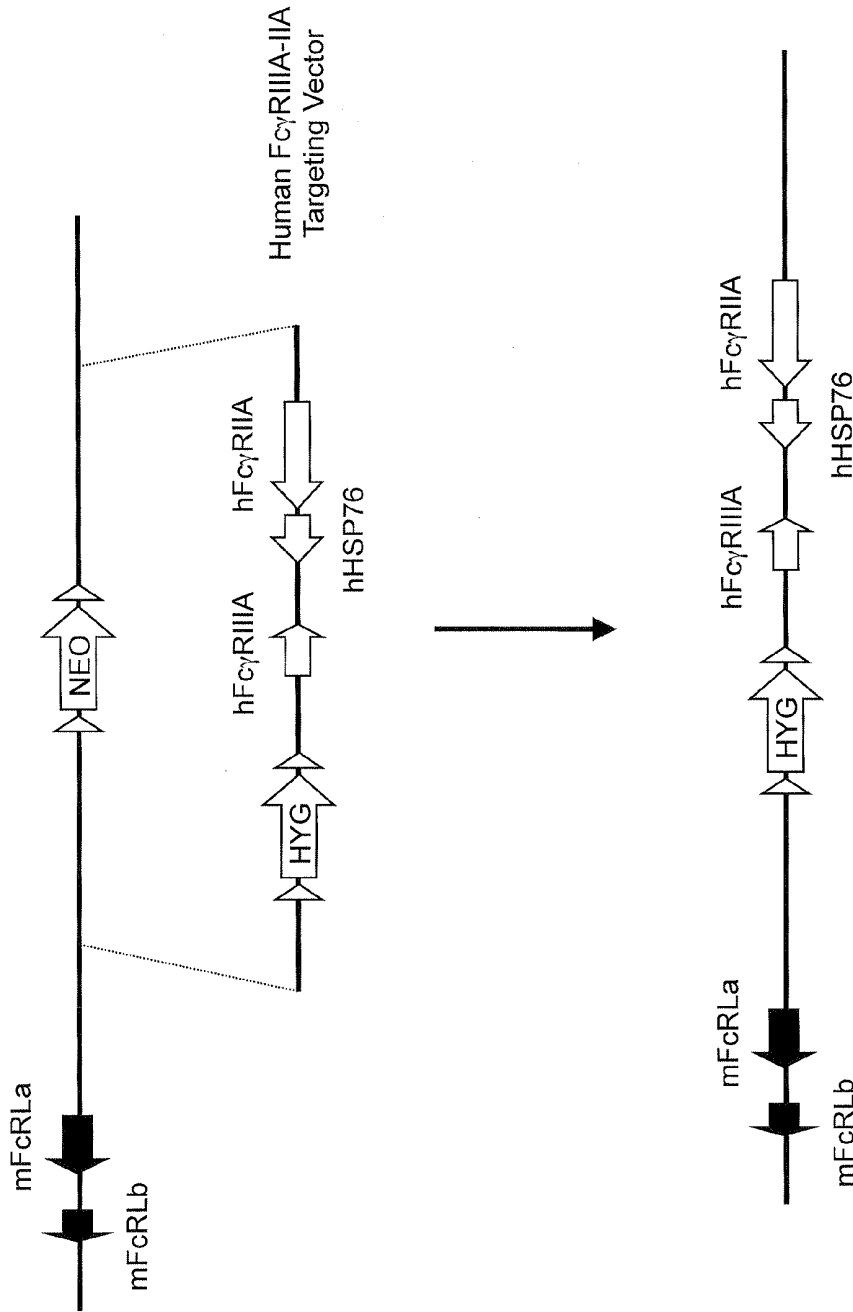 mFcRLa
mFcRLb
NEO
hFcγRIIIA
hFcγRIIA
HYG
hHSP76
Human FcγRIIIA-IIA
Targeting Vector
mFcRLa
mFcRLb
hFcγRIIIA
hFcγRIIA
HYG
hHSP76